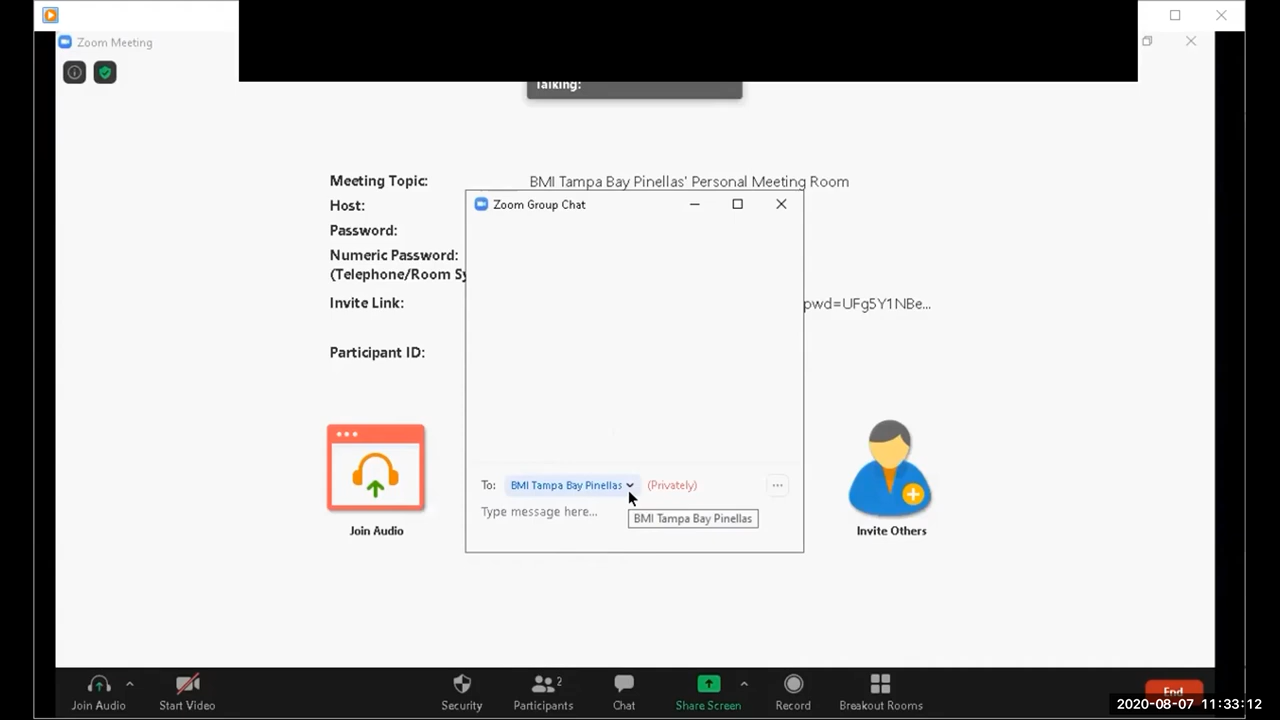 Zoom Meeting
Talking:
Meeting Topic: BMI Tampa Bay Pinellas' Personal Meeting Room
Host:
Zoom Group Chat
Password:
Numeric Password:
(Telephone/Room Sy
Invite Link: pwd=UFg5Y1NBe...
Participant ID:
To: BMI Tampa Bay Pinellas (Privately)
Type message here...
BMI Tampa Bay Pinellas
Join Audio
Invite Others
Join Audio
Start Video
Security
Participants 2
Chat
Share Screen
Record
Breakout Rooms
End
2020-08-07 11:33:12